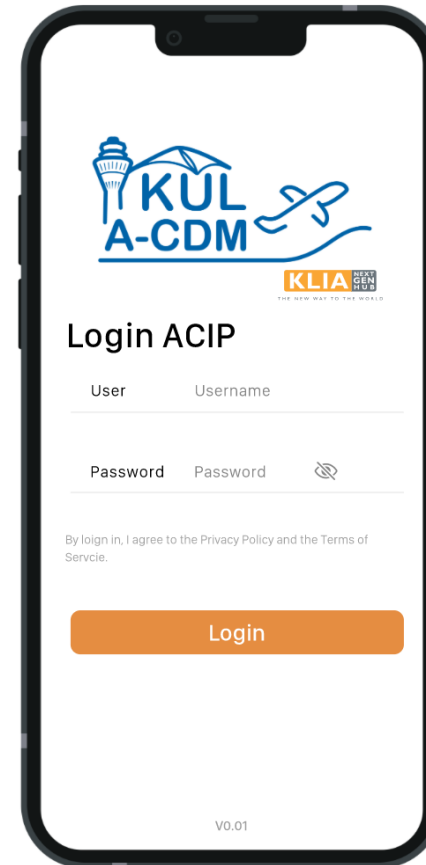 KUL
A-CDM
KLIA NEXT GEN HUB
THE NEW WAY TO THE WORLD
Login ACIP
User Username
Password Password
By loign in, I agree to the Privacy Policy and the Terms of
Servcie.
Login
V0.01